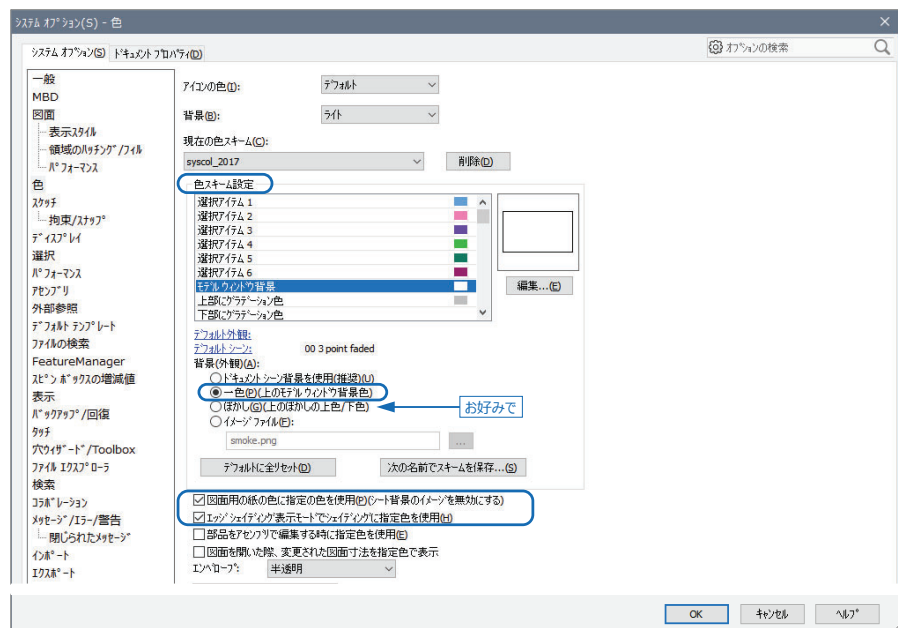 システム オプション(S) - 色
システム オプション(S) ドキュメント プロパティ(D)
オプションの検索
一般
MBD
図面
表示スタイル
領域のハッチング/フィル
パフォーマンス
色
スケッチ
拘束/スナップ
ディスプレイ
選択
パフォーマンス
アセンブリ
外部参照
デフォルト テンプレート
ファイルの検索
FeatureManager
スピン ボックスの増減値
表示
バックアップ/回復
タッチ
穴ウィザード/Toolbox
ファイル エクスプローラ
検索
コラボレーション
メッセージ/エラー/警告
閉じられたメッセージ
インポート
エクスポート
アイコンの色(I): デフォルト
背景(B): ライト
現在の色スキーム(C):
syscol_2017 削除(D)
色スキーム設定
選択アイテム 1
選択アイテム 2
選択アイテム 3
選択アイテム 4
選択アイテム 5
選択アイテム 6
モデル ウィンドウ背景
上部にグラデーション色
下部にグラデーション色
編集...(E)
デフォルト外観:
デフォルト シーン: 00 3 point faded
背景(外観)(A):
ドキュメント シーン背景を使用(推奨)(U)
一色(P)(上のモデル ウィンドウ背景色)
ぼかし(G)(上のぼかしの上色/下色)
お好みで
イメージ ファイル(F):
smoke.png ...
デフォルトに全リセット(D) 次の名前でスキームを保存...(S)
図面用の紙の色に指定の色を使用(P)(シート背景のイメージを無効にする)
エッジ シェイディング表示モードでシェイディングに指定色を使用(H)
部品をアセンブリで編集する時に指定色を使用(E)
図面を開いた際、変更された図面寸法を指定色で表示
エンベロープ: 半透明
OK キャンセル ヘルプ